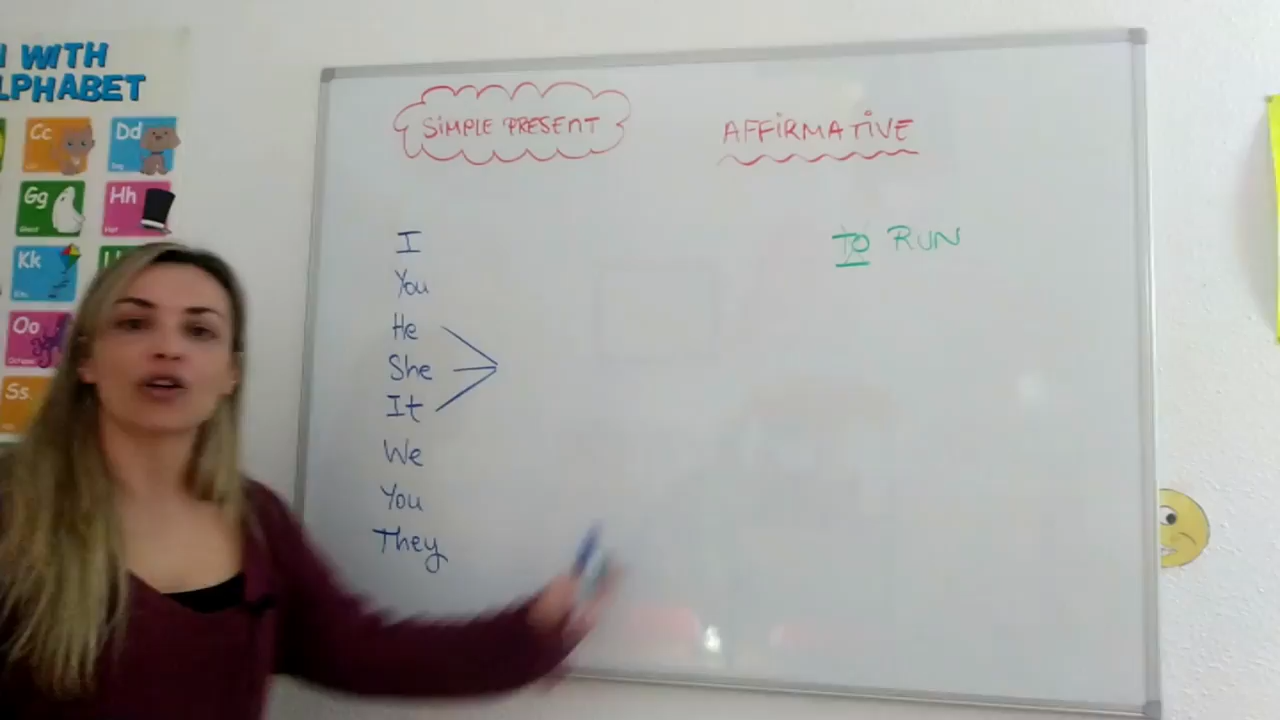 WITH
LPHABET
Cc
Dd
Gg
Hh
Kk
Oo
Ss
SIMPLE PRESENT
AFFIRMATIVE
I
You
He
She
It
We
You
They
TO RUN